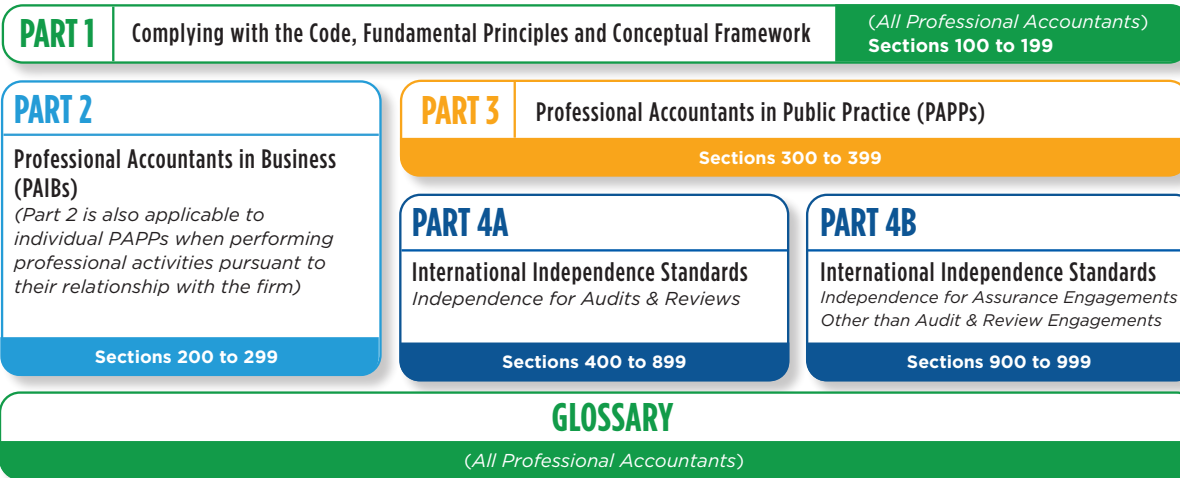 PART 1
Complying with the Code, Fundamental Principles and Conceptual Framework
(All Professional Accountants)
Sections 100 to 199
PART 2
Professional Accountants in Business
(PAIBs)
(Part 2 is also applicable to
individual PAPPs when performing
professional activities pursuant to
their relationship with the firm)
Sections 200 to 299
PART 3
Professional Accountants in Public Practice (PAPPs)
Sections 300 to 399
PART 4A
International Independence Standards
Independence for Audits & Reviews
Sections 400 to 899
PART 4B
International Independence Standards
Independence for Assurance Engagements
Other than Audit & Review Engagements
Sections 900 to 999
GLOSSARY
(All Professional Accountants)